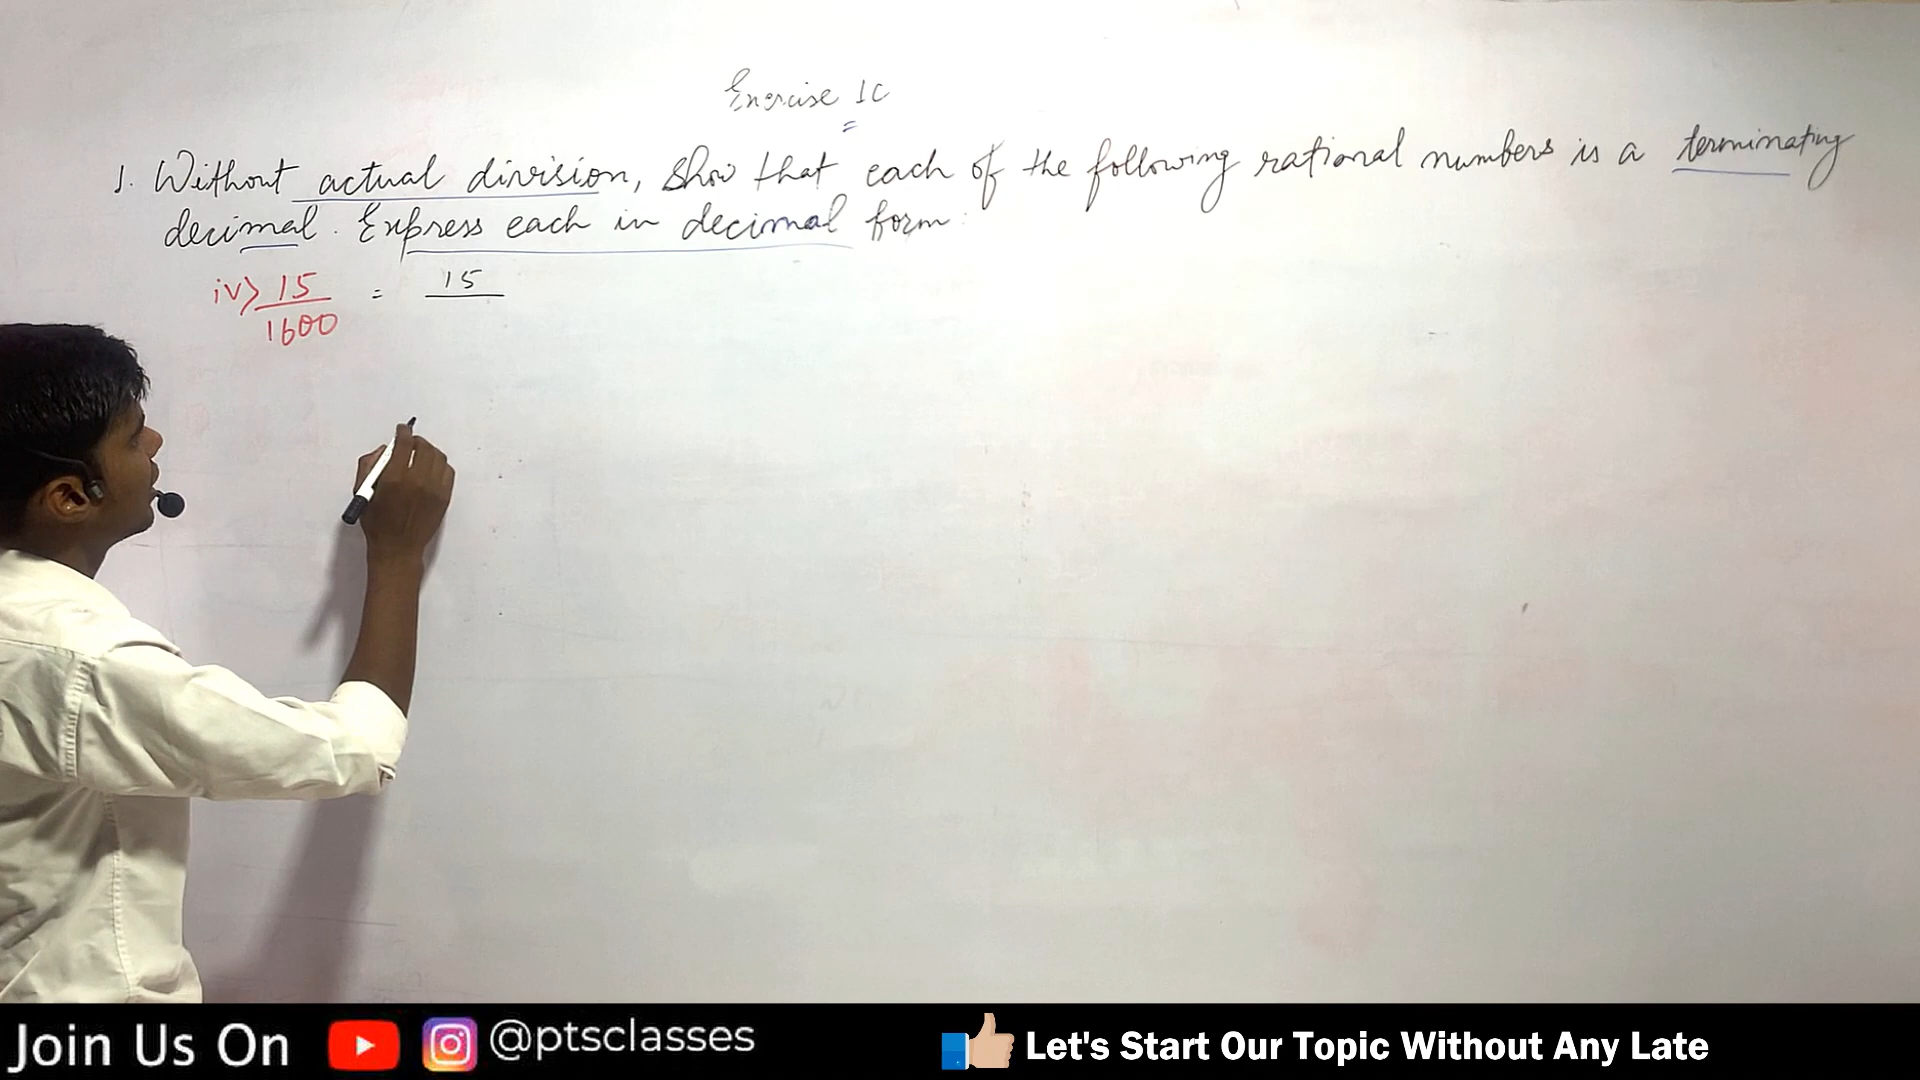 Exercise 1C
1. Without actual division, show that each of the following rational numbers is a terminating
decimal. Express each in decimal form:
iv) 15/1600 = 15/
Join Us On @ptsclasses Let's Start Our Topic Without Any Late